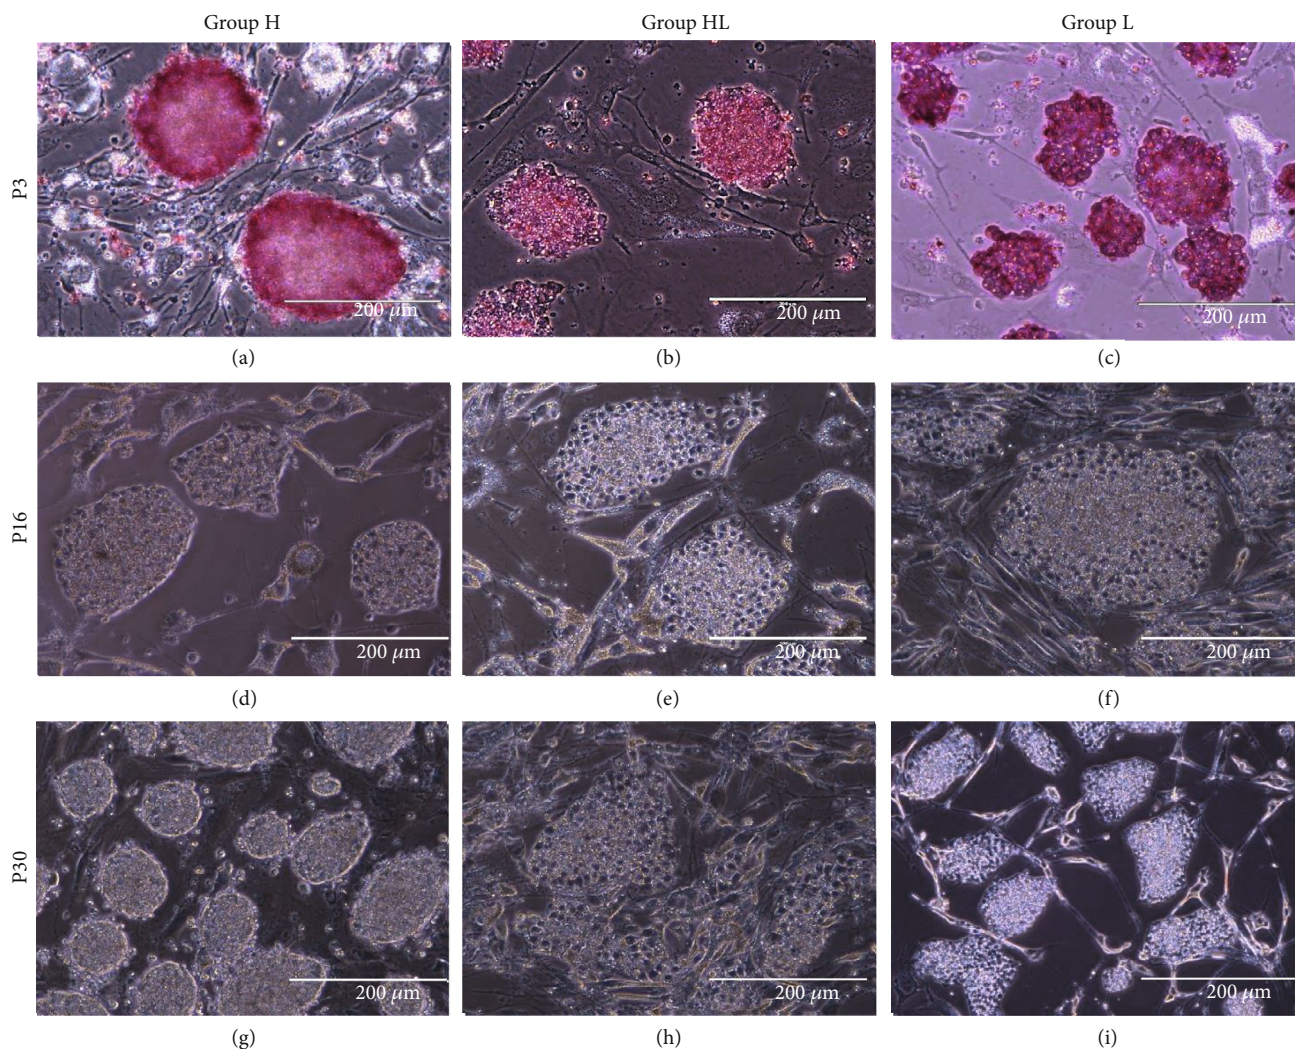 Group H
Group HL
Group L
P3
200 μm
200 μm
200 μm
(a)
(b)
(c)
P16
200 μm
200 μm
200 μm
(d)
(e)
(f)
P30
200 μm
200 μm
200 μm
(g)
(h)
(i)